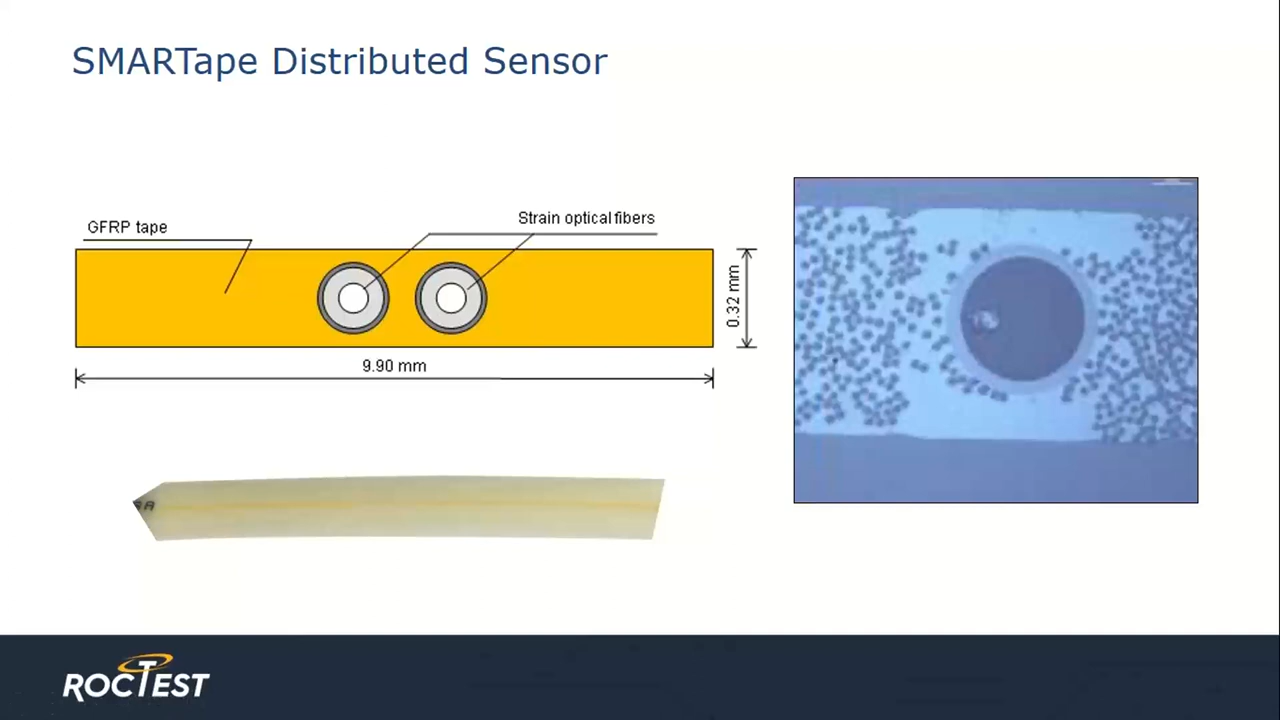 SMARTape Distributed Sensor
GFRP tape
Strain optical fibers
0.32 mm
9.90 mm
ROCTEST